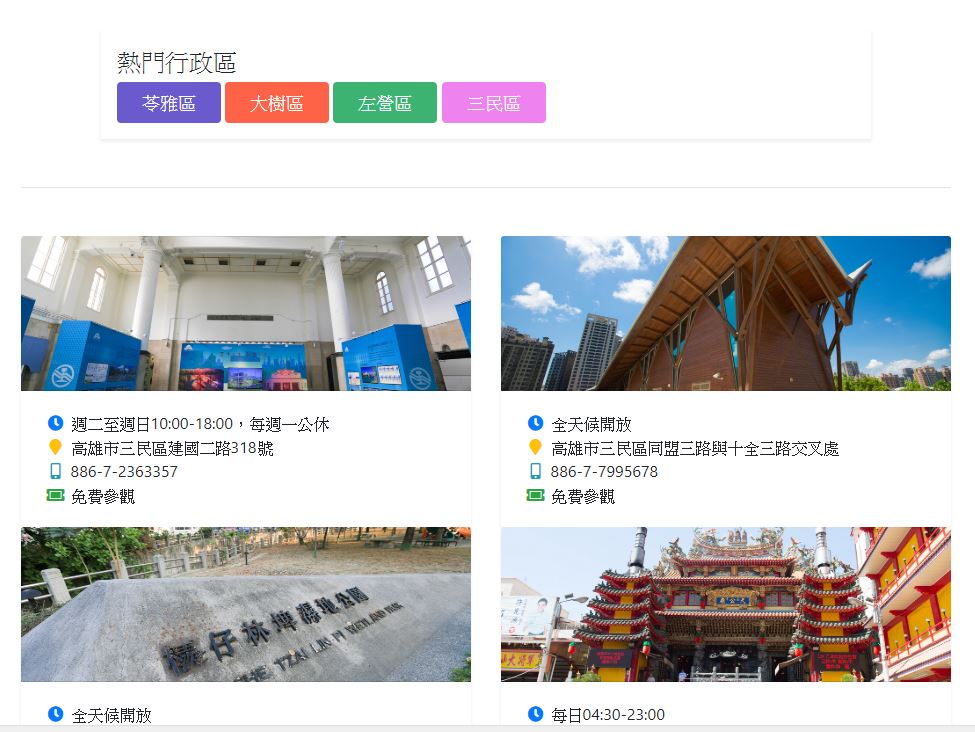 熱門行政區
苓雅區
大樹區
左營區
三民區
週二至週日10:00-18:00，每週一公休
高雄市三民區建國二路318號
886-7-2363357
免費參觀
全天候開放
高雄市三民區同盟三路與十全三路交叉處
886-7-7995678
免費參觀
檨仔林埤濕地公園
全天候開放
每日04:30-23:00